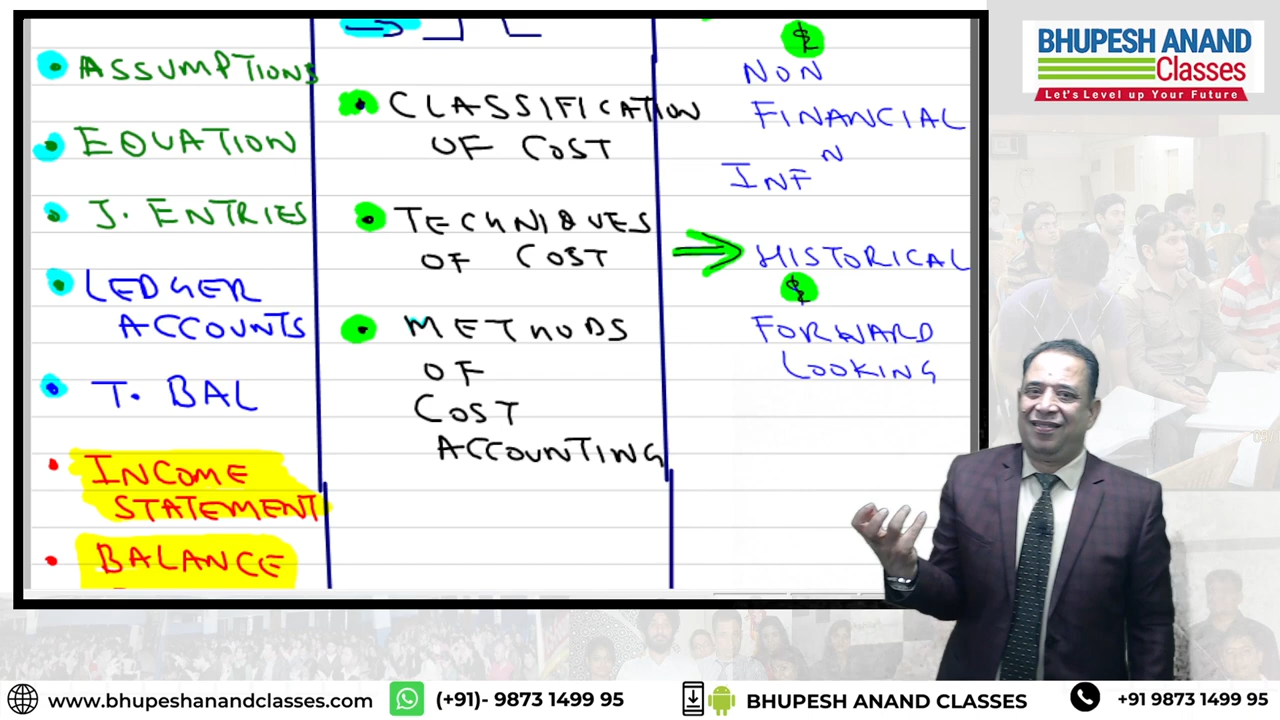 BHUPESH ANAND
Classes
Let's Level up Your Future
ASSUMPTIONS
EQUATION
J. ENTRIES
LEDGER
ACCOUNTS
T. BAL
INCOME
STATEMENT
BALANCE
CLASSIFICATION
OF COST
TECHNIQUES
OF COST
METHODS
OF
COST
ACCOUNTING
&
NON
FINANCIAL
INF N
HISTORICAL
&
FORWARD
LOOKING
www.bhupeshanandclasses.com
(+91)- 9873 1499 95
BHUPESH ANAND CLASSES
+91 9873 1499 95